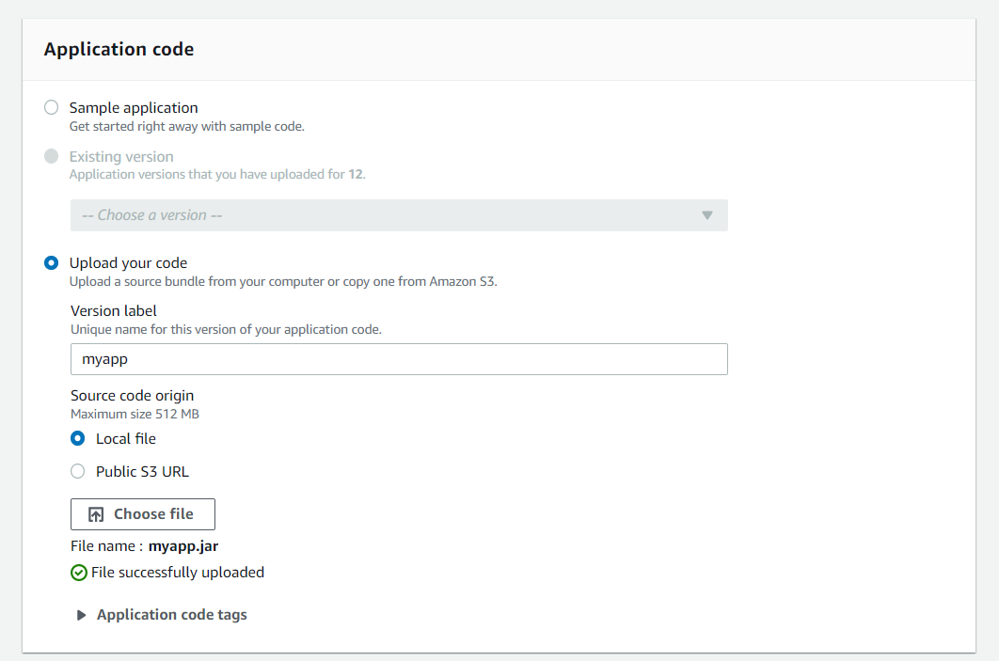 Application code
Sample application
Get started right away with sample code.
Existing version
Application versions that you have uploaded for 12.
-- Choose a version --
Upload your code
Upload a source bundle from your computer or copy one from Amazon S3.
Version label
Unique name for this version of your application code.
myapp
Source code origin
Maximum size 512 MB
Local file
Public S3 URL
Choose file
File name : myapp.jar
File successfully uploaded
Application code tags